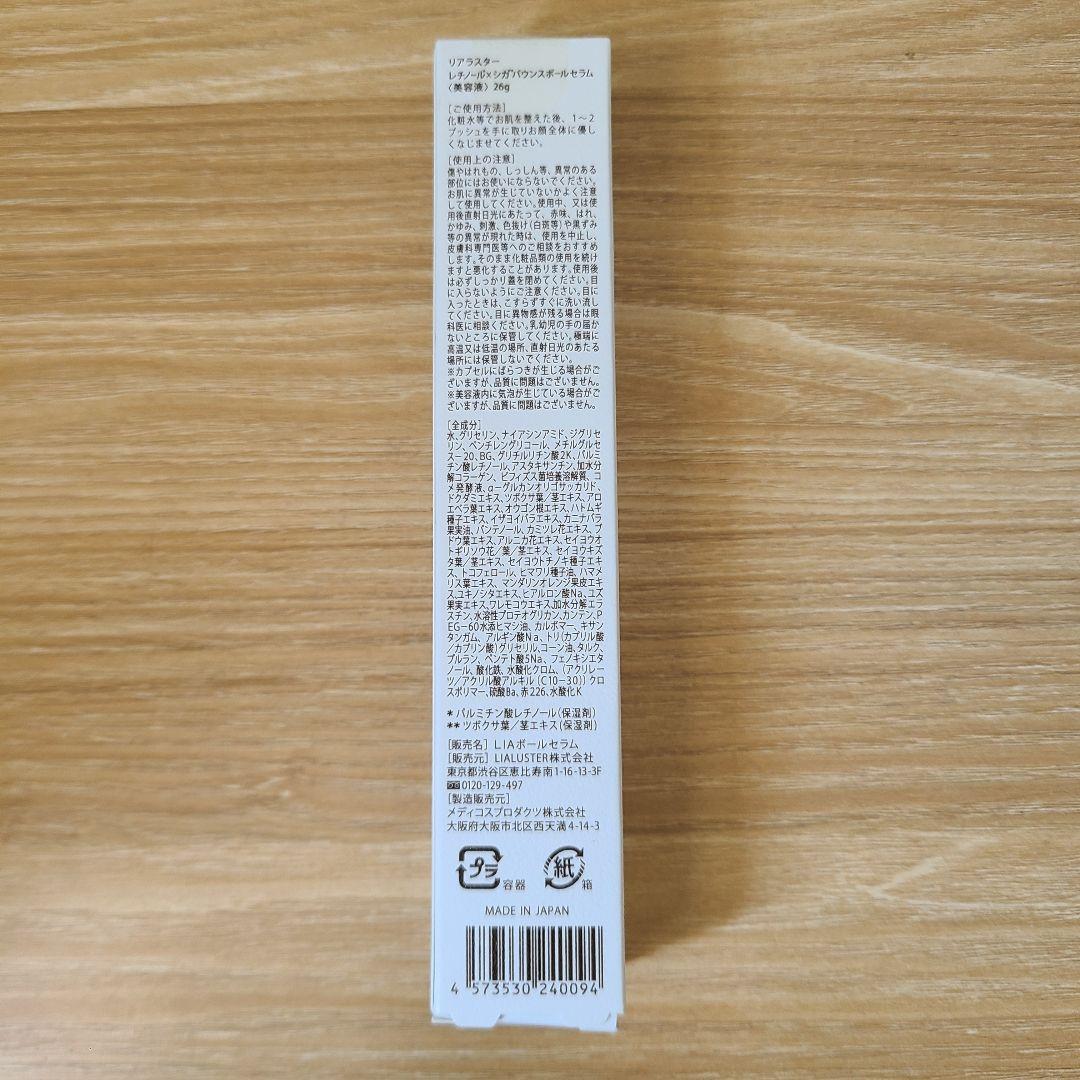 リアラスター
レチノール*×シカ**バウンスボールセラム
〈美容液〉 26g
[ご使用方法]
化粧水等でお肌を整えた後、1～2
プッシュを手に取りお顔全体に優し
くなじませてください。
[使用上の注意]
傷やはれもの、しっしん等、異常のある
部位にはお使いにならないでください。
お肌に異常が生じていないかよく注意
して使用してください。使用中、又は使
用後直射日光にあたって、赤味、はれ、
かゆみ、刺激、色抜け(白斑等)や黒ずみ
等の異常が現れた時は、使用を中止し、
皮膚科専門医等へのご相談をおすすめ
します。そのまま化粧品類の使用を続け
ますと悪化することがあります。使用後
は必ずしっかり蓋を閉めてください。目
に入らないようにご注意ください。目に
入ったときは、こすらずすぐに洗い流し
てください。目に異物感が残る場合は眼
科医に相談ください。乳幼児の手の届か
ないところに保管してください。極端に
高温又は低温の場所、直射日光のあたる
場所には保管しないでください。
※カプセルにばらつきが生じる場合がご
ざいますが、品質に問題はございません。
※美容液内に気泡が生じている場合がご
ざいますが、品質に問題はございません。
[全成分]
水、グリセリン、ナイアシンアミド、ジグリセ
リン、ペンチレングリコール、メチルグルセ
スー20、BG、グリチルリチン酸2K、パルミ
チン酸レチノール、アスタキサンチン、加水分
解コラーゲン、ビフィズス菌培養溶解質、コ
メ発酵液、α-グルカンオリゴサッカリド、
ドクダミエキス、ツボクサ葉/茎エキス、アロ
エベラ葉エキス、オウゴン根エキス、ハトムギ
種子エキス、イザヨイバラエキス、カニナバラ
果実油、パンテノール、カミツレ花エキス、ブ
ドウ葉エキス、アルニカ花エキス、セイヨウオ
トギリソウ花/葉/茎エキス、セイヨウキズ
タ葉/茎エキス、セイヨウトチノキ種子エキ
ス、トコフェロール、ヒマワリ種子油、ハマメ
リス葉エキス、マンダリンオレンジ果皮エキ
ス、ユキノシタエキス、ヒアルロン酸Na、ユズ
果実エキス、ワレモコウエキス、加水分解エラ
スチン、水溶性プロテオグリカン、カンテン、P
EG－60水添ヒマシ油、カルボマー、キサン
タンガム、アルギン酸Na、トリ(カプリル酸
/カプリン酸)グリセリル、コーン油、タルク、
プルラン、ペンテト酸5Na、フェノキシエタ
ノール、酸化鉄、水酸化クロム、(アクリレー
ツ/アクリル酸アルキル(C10－30))クロ
スポリマー、硫酸Ba、赤226、水酸化K
* パルミチン酸レチノール(保湿剤)
** ツボクサ葉/茎エキス(保湿剤)
[販売名] LIAボールセラム
[販売元] LIALUSTER株式会社
東京都渋谷区恵比寿南1-16-13-3F
0120-129-497
[製造販売元]
メディコスプロダクツ株式会社
大阪府大阪市北区西天満4-14-3
プラ 容器 紙 箱
MADE IN JAPAN
4 573530 240094